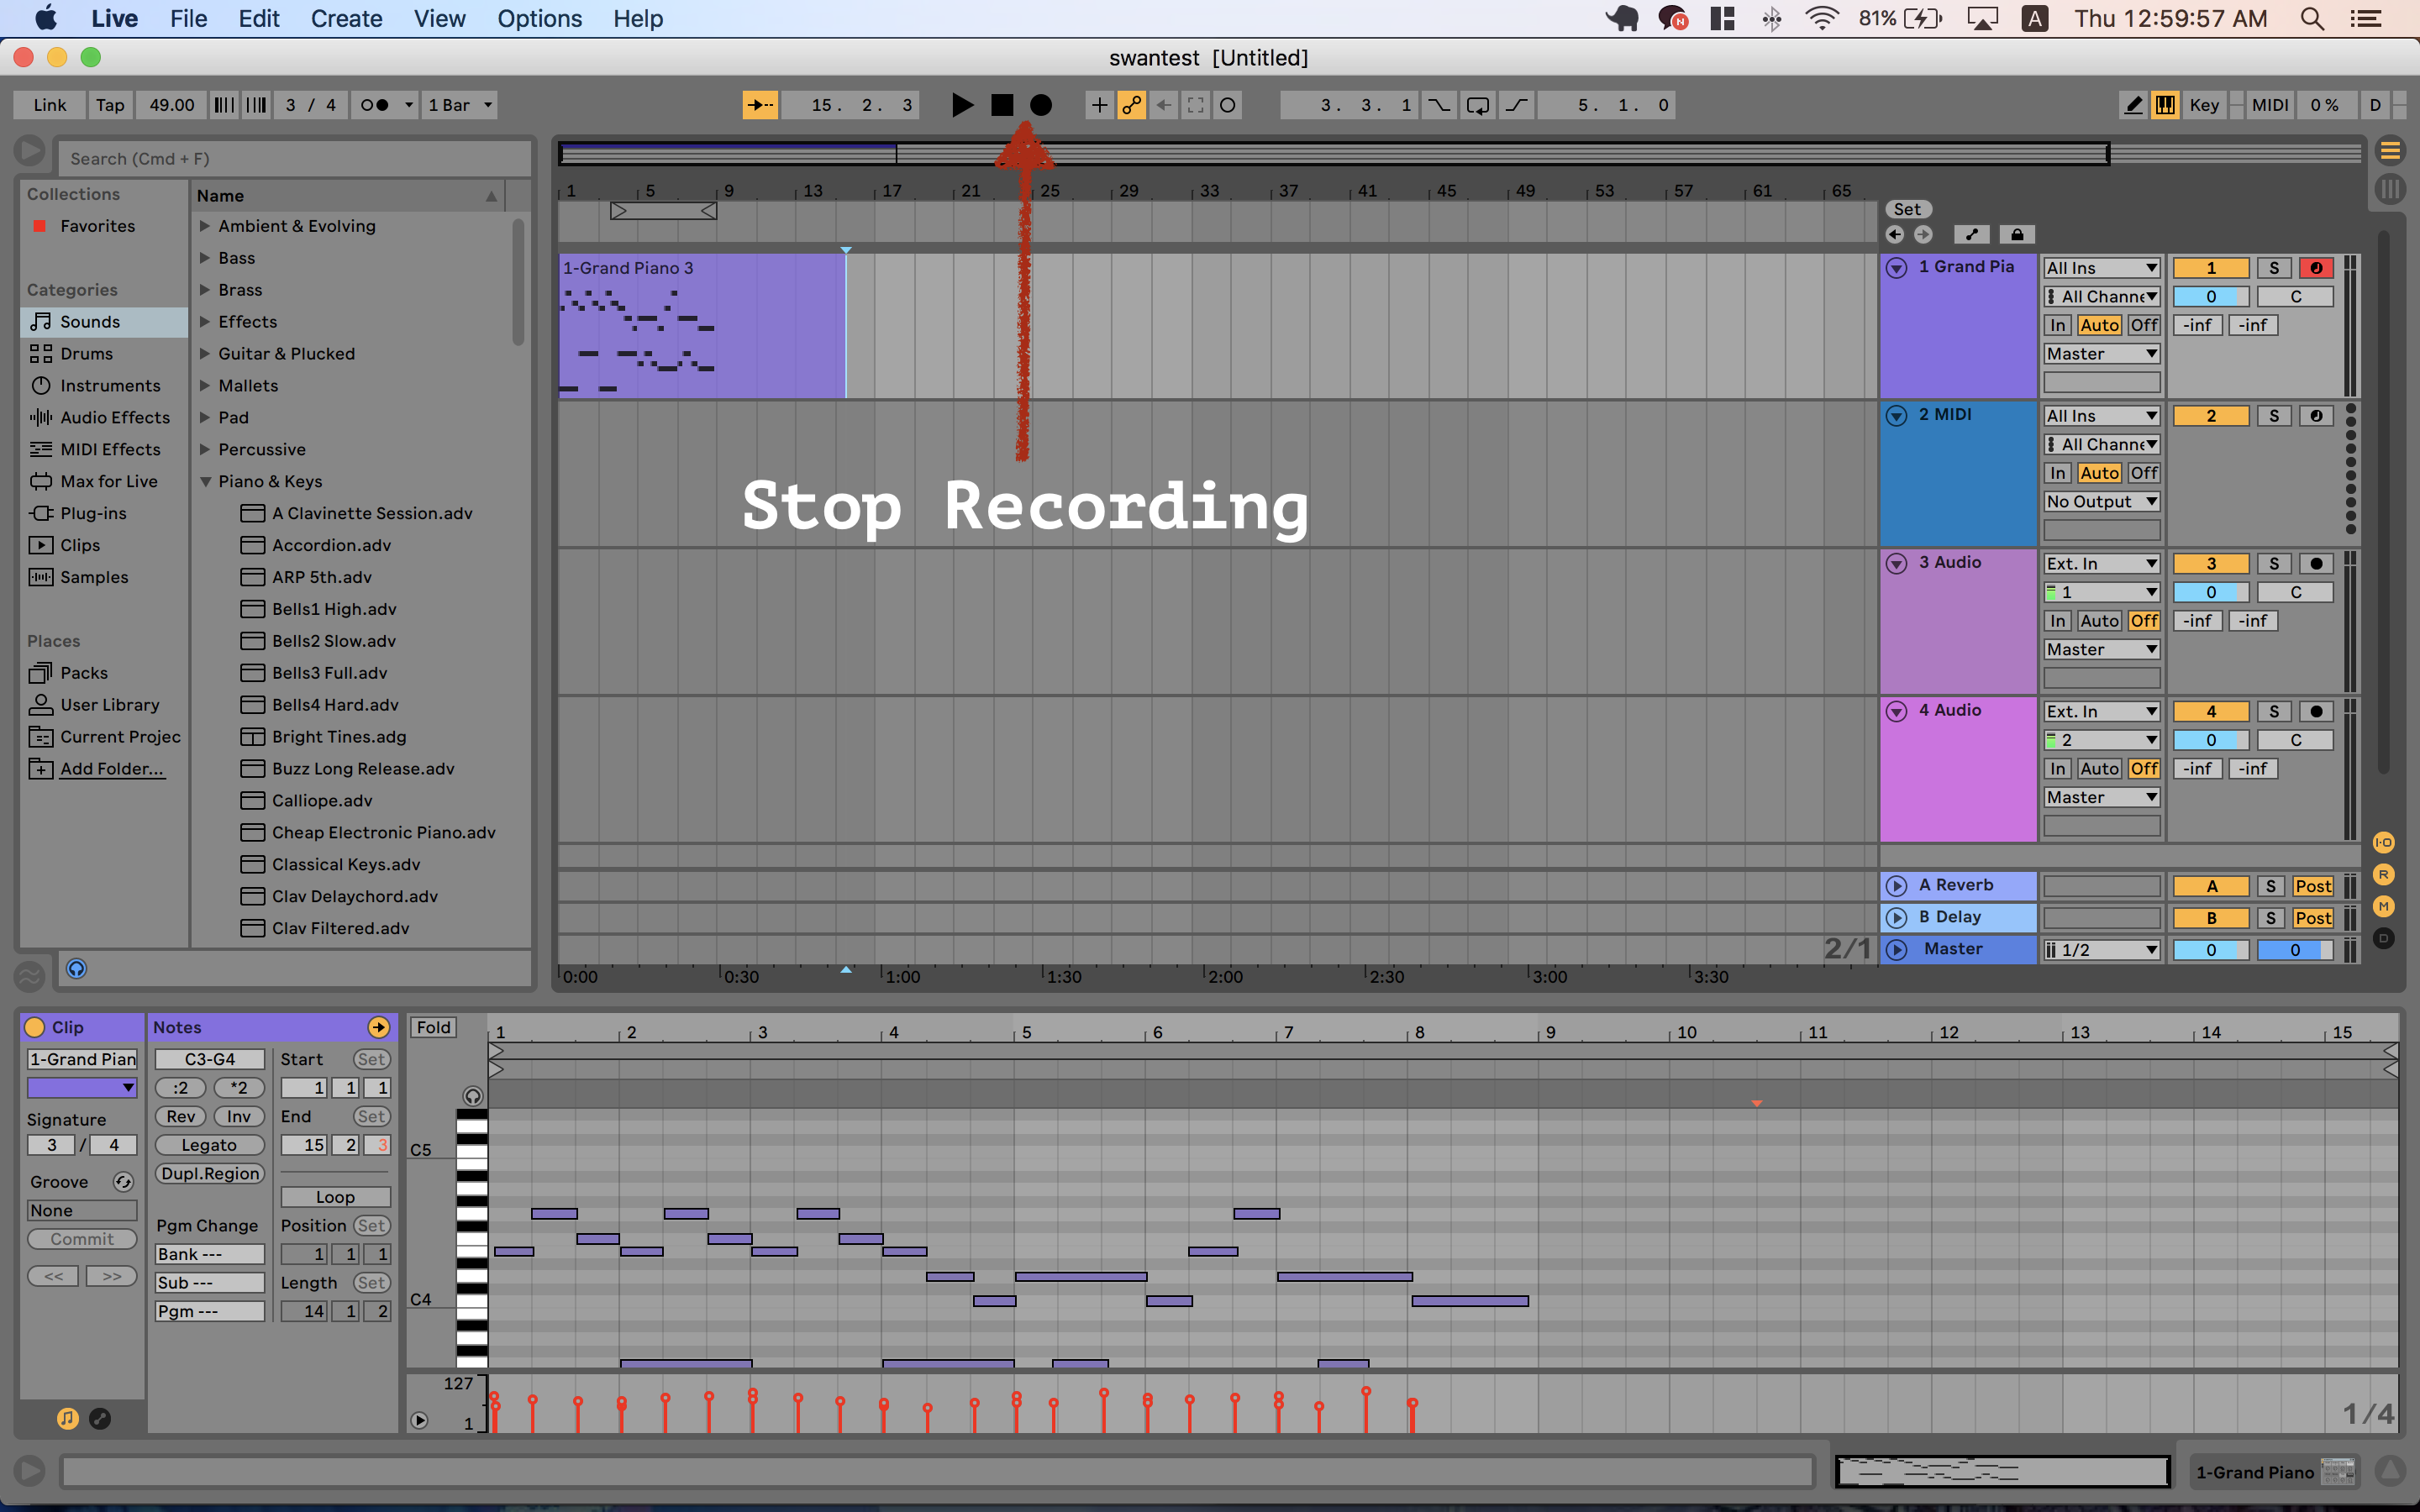 Live File Edit Create View Options Help 81% A Thu 12:59:57 AM
swantest [Untitled]
Link Tap 49.00 3 / 4 1 Bar 15. 2. 3 3. 3. 1 5. 1. 0 Key MIDI 0 % D
Search (Cmd + F)
Collections
Favorites
Categories
Sounds
Drums
Instruments
Audio Effects
MIDI Effects
Max for Live
Plug-ins
Clips
Samples
Places
Packs
User Library
Current Projec
Add Folder...
Name
Ambient & Evolving
Bass
Brass
Effects
Guitar & Plucked
Mallets
Pad
Percussive
Piano & Keys
A Clavinette Session.adv
Accordion.adv
ARP 5th.adv
Bells1 High.adv
Bells2 Slow.adv
Bells3 Full.adv
Bells4 Hard.adv
Bright Tines.adg
Buzz Long Release.adv
Calliope.adv
Cheap Electronic Piano.adv
Classical Keys.adv
Clav Delaychord.adv
Clav Filtered.adv
1 5 9 13 17 21 25 29 33 37 41 45 49 53 57 61 65
Set
1-Grand Piano 3
Stop Recording
1 Grand Pia All Ins 1 S
All Channe 0 C
In Auto Off -inf -inf
Master
2 MIDI All Ins 2 S
All Channe
In Auto Off
No Output
3 Audio Ext. In 3 S
1 0 C
In Auto Off -inf -inf
Master
4 Audio Ext. In 4 S
2 0 C
In Auto Off -inf -inf
Master
I·O
R
M
D
A Reverb A S Post
B Delay B S Post
2/1 Master 1/2 0 0
0:00 0:30 1:00 1:30 2:00 2:30 3:00 3:30
Clip
1-Grand Pian
Signature
3 / 4
Groove
None
Commit
<< >>
Notes
C3-G4
:2 *2
Rev Inv
Legato
Dupl.Region
Pgm Change
Bank ---
Sub ---
Pgm ---
Start Set
1 1 1
End Set
15 2 3
Loop
Position Set
1 1 1
Length Set
14 1 2
Fold 1 2 3 4 5 6 7 8 9 10 11 12 13 14 15
C5
C4
127
1
1/4
1-Grand Piano